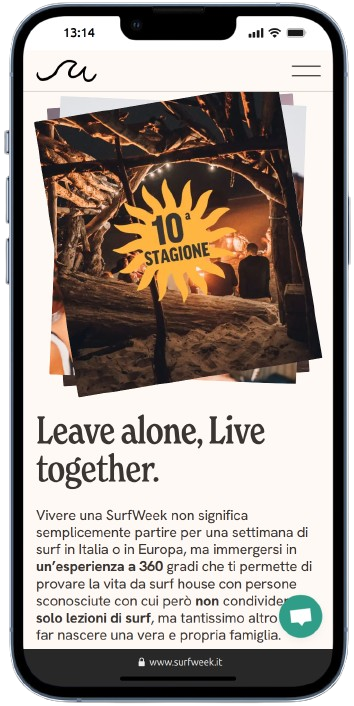 13:14
10ª
STAGIONE
Leave alone, Live
together.
Vivere una SurfWeek non significa
semplicemente partire per una settimana di
surf in Italia o in Europa, ma immergersi in
un’esperienza a 360 gradi che ti permette di
provare la vita da surf house con persone
sconosciute con cui però non
solo lezioni di surf, ma tantissimo altro
far nascere una vera e propria famiglia.
www.surfweek.it